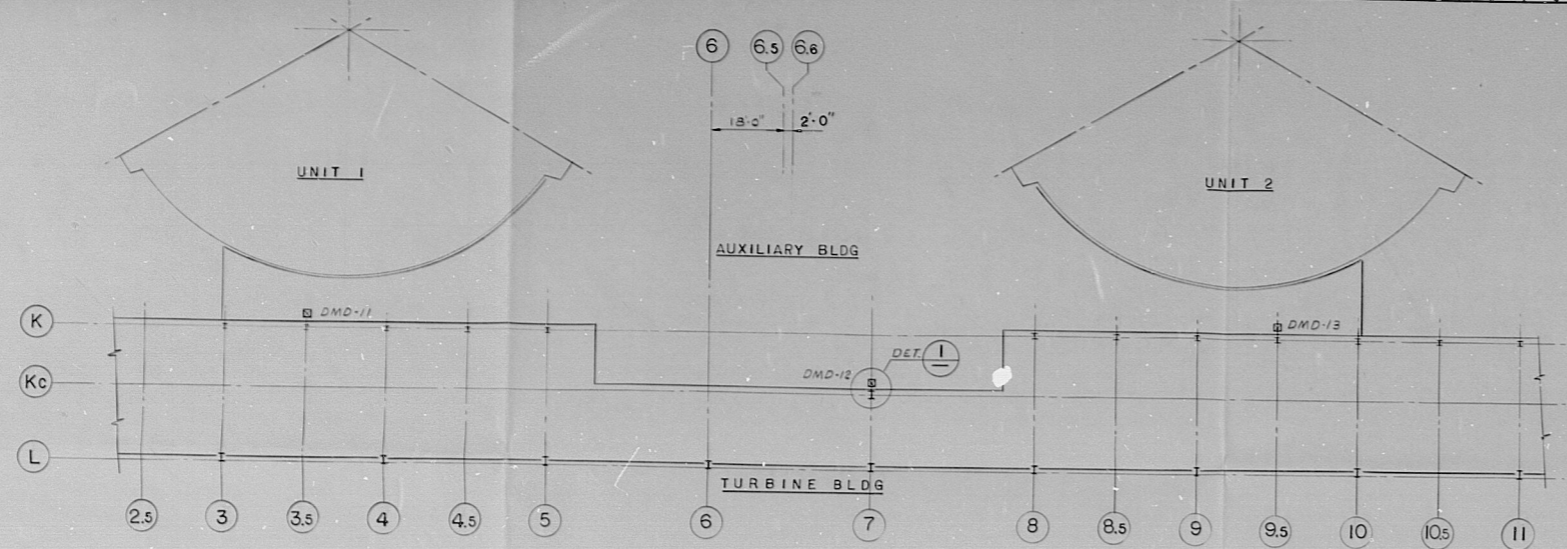 6 6.5 6.6
18'-0" 2'-0"
UNIT 1
UNIT 2
AUXILIARY BLDG
K
DMD-11
DMD-13
DET. 1
Kc
DMD-12
L
TURBINE BLDG
2.5 3 3.5 4 4.5 5 6 7 8 8.5 9 9.5 10 10.5 11